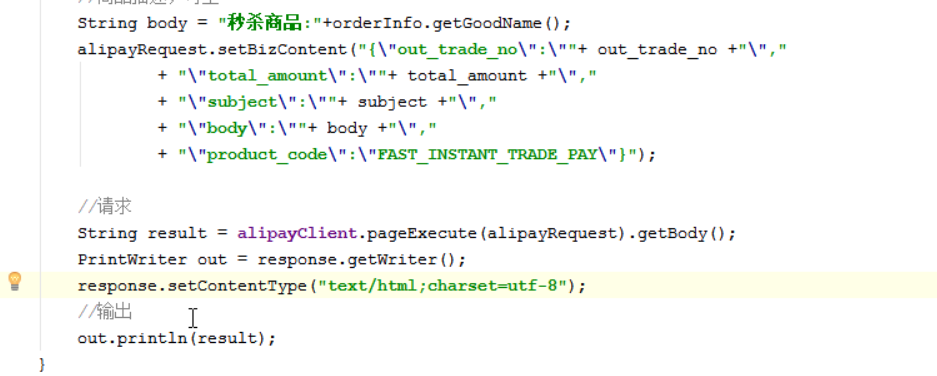 String body = "秒杀商品:"+orderInfo.getGoodName();
alipayRequest.setBizContent("{\"out_trade_no\":\""+ out_trade_no +"\","
+ "\"total_amount\":\""+ total_amount +"\","
+ "\"subject\":\""+ subject +"\","
+ "\"body\":\""+ body +"\","
+ "\"product_code\":\"FAST_INSTANT_TRADE_PAY\"}");
//请求
String result = alipayClient.pageExecute(alipayRequest).getBody();
PrintWriter out = response.getWriter();
response.setContentType("text/html;charset=utf-8");
//输出
out.println(result);
}